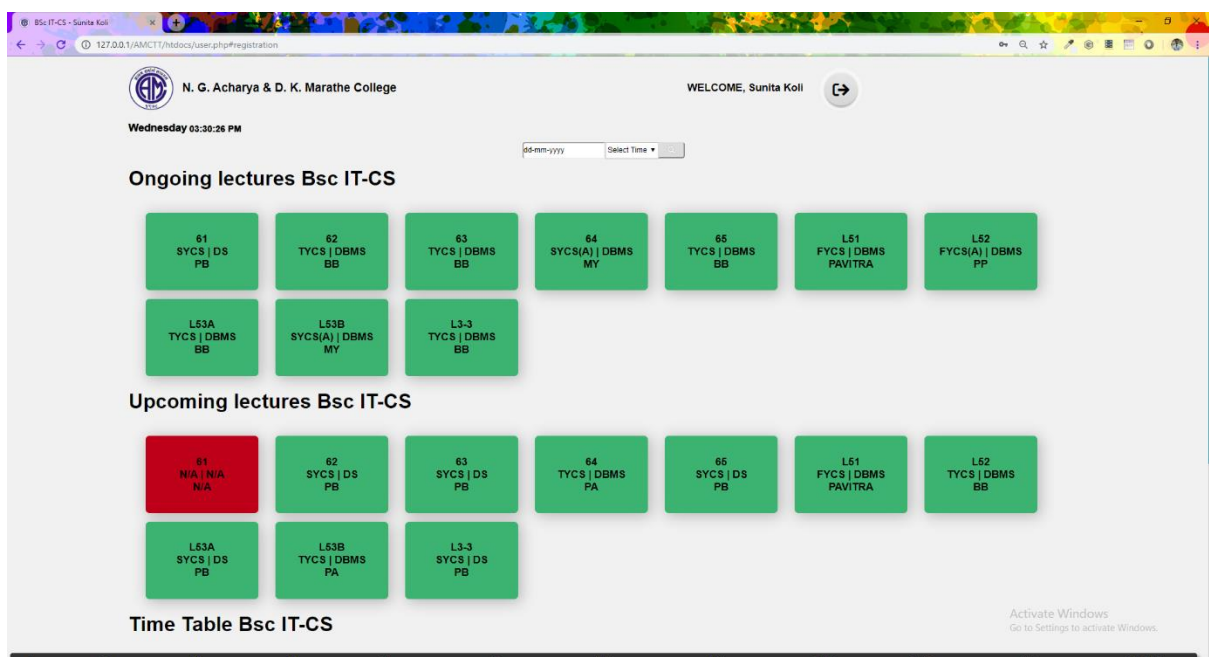 BSc IT-CS - Sunita Koli
127.0.0.1/AMCTT/htdocs/user.php#registration
N. G. Acharya & D. K. Marathe College
WELCOME, Sunita Koli
Wednesday 03:30:26 PM
dd-mm-yyyy Select Time
Ongoing lectures Bsc IT-CS
61
SYCS | DS
PB
62
TYCS | DBMS
BB
63
TYCS | DBMS
BB
64
SYCS(A) | DBMS
MY
65
TYCS | DBMS
BB
L51
FYCS | DBMS
PAVITRA
L52
FYCS(A) | DBMS
PP
L53A
TYCS | DBMS
BB
L53B
SYCS(A) | DBMS
MY
L3-3
TYCS | DBMS
BB
Upcoming lectures Bsc IT-CS
61
N/A | N/A
N/A
62
SYCS | DS
PB
63
SYCS | DS
PB
64
TYCS | DBMS
PA
65
SYCS | DS
PB
L51
FYCS | DBMS
PAVITRA
L52
TYCS | DBMS
BB
L53A
SYCS | DS
PB
L53B
TYCS | DBMS
PA
L3-3
SYCS | DS
PB
Time Table Bsc IT-CS
Activate Windows
Go to Settings to activate Windows.